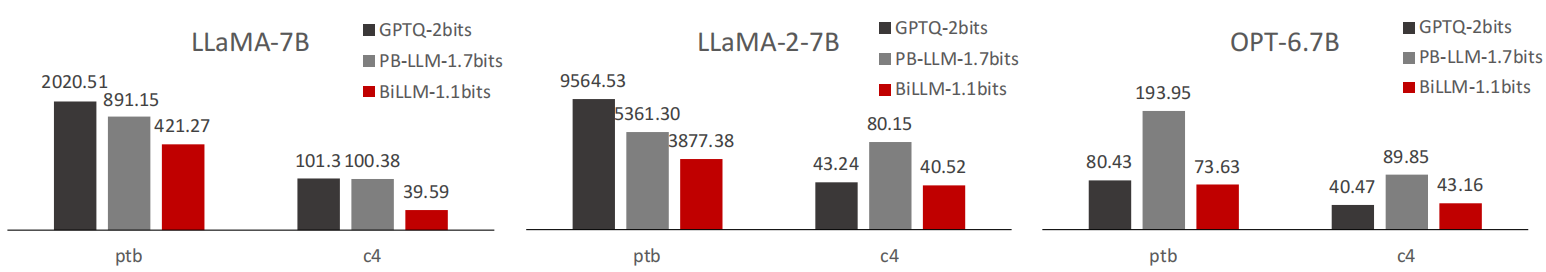 LLaMA-7B
GPTQ-2bits
PB-LLM-1.7bits
BiLLM-1.1bits
2020.51
891.15
421.27
101.3
100.38
39.59
ptb
c4
LLaMA-2-7B
GPTQ-2bits
PB-LLM-1.7bits
BiLLM-1.1bits
9564.53
5361.30
3877.38
43.24
80.15
40.52
ptb
c4
OPT-6.7B
GPTQ-2bits
PB-LLM-1.7bits
BiLLM-1.1bits
80.43
193.95
73.63
40.47
89.85
43.16
ptb
c4